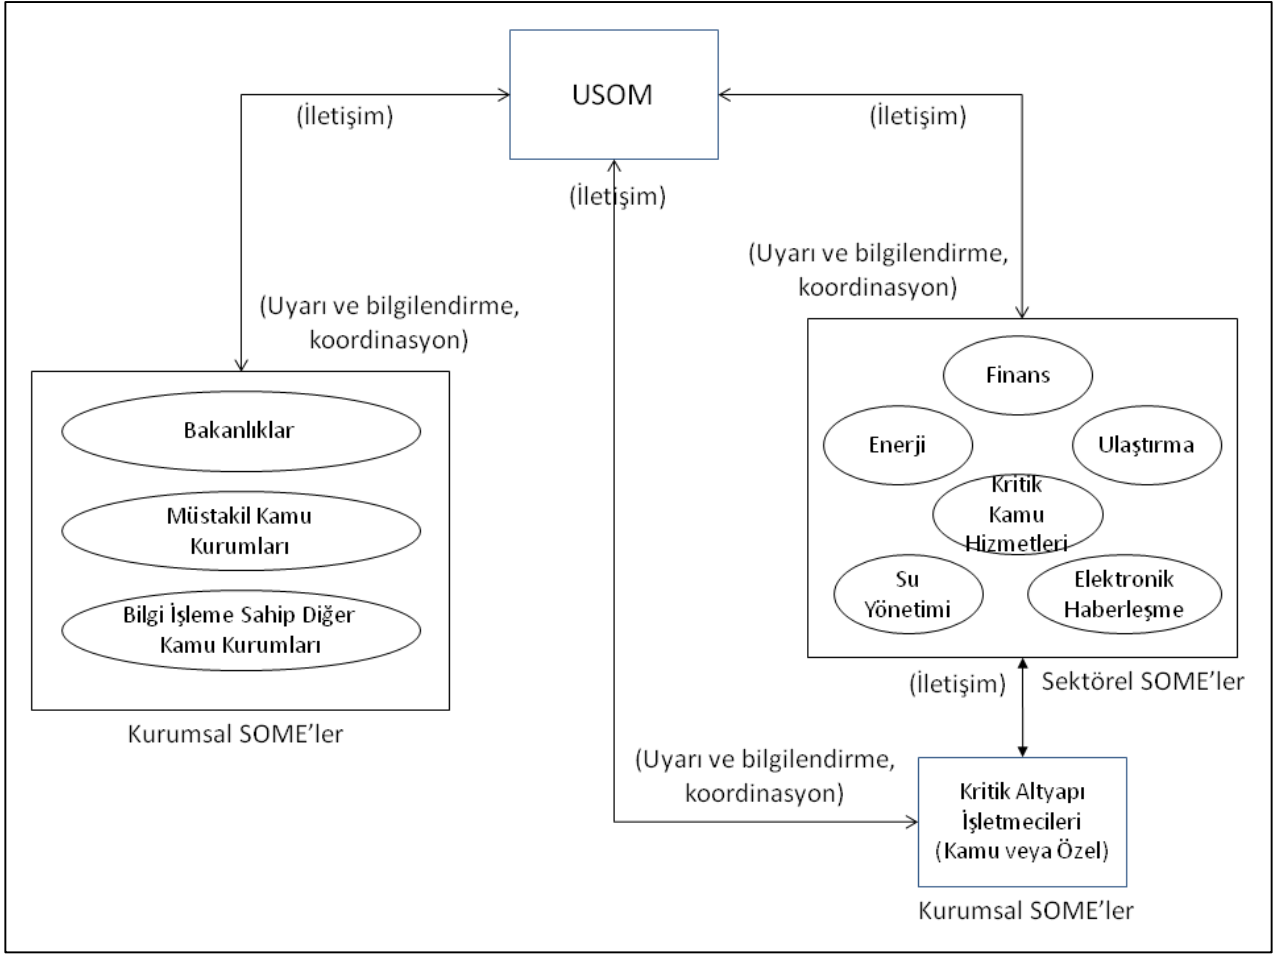 USOM
(İletişim)
(İletişim)
(İletişim)
(Uyarı ve bilgilendirme,
koordinasyon)
(Uyarı ve bilgilendirme,
koordinasyon)
Bakanlıklar
Müstakil Kamu
Kurumları
Bilgi İşleme Sahip Diğer
Kamu Kurumları
Kurumsal SOME’ler
Finans
Enerji
Ulaştırma
Kritik
Kamu
Hizmetleri
Su
Yönetimi
Elektronik
Haberleşme
(İletişim)
Sektörel SOME’ler
(Uyarı ve bilgilendirme,
koordinasyon)
Kritik Altyapı
İşletmecileri
(Kamu veya Özel)
Kurumsal SOME’ler